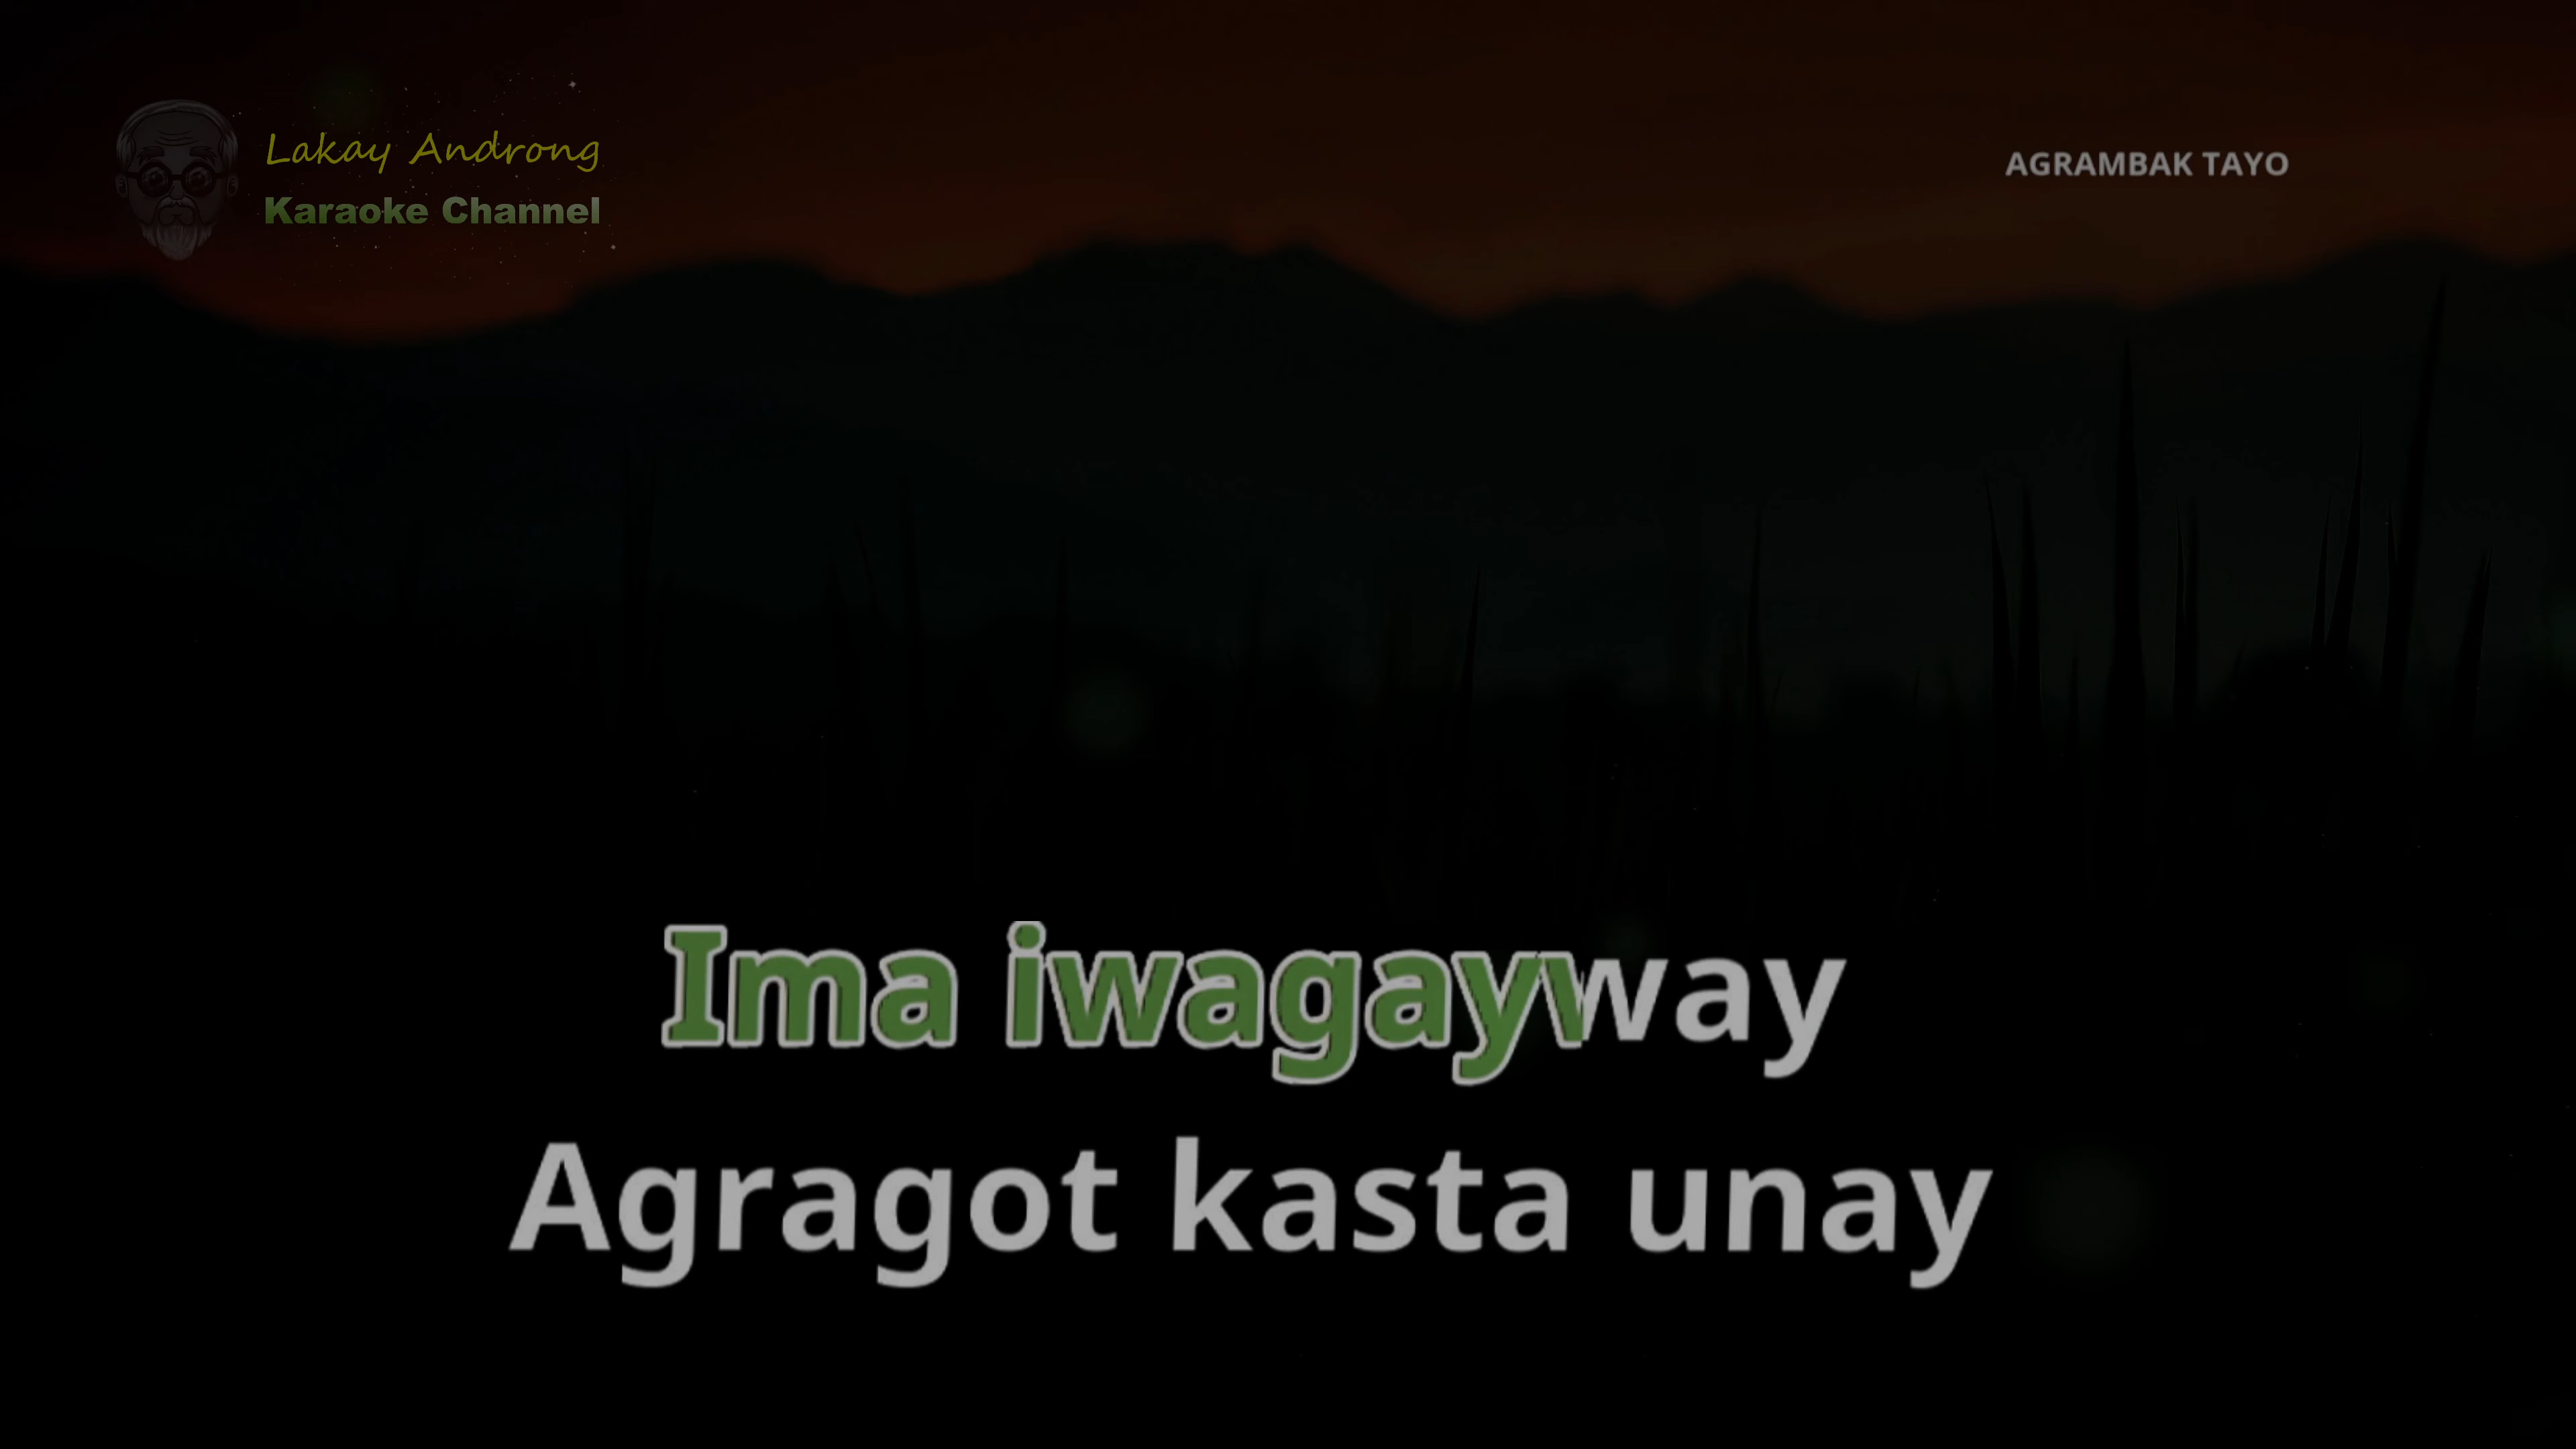 Lakay Androng
Karaoke Channel
AGRAMBAK TAYO
Ima iwagayway
Agragot kasta unay